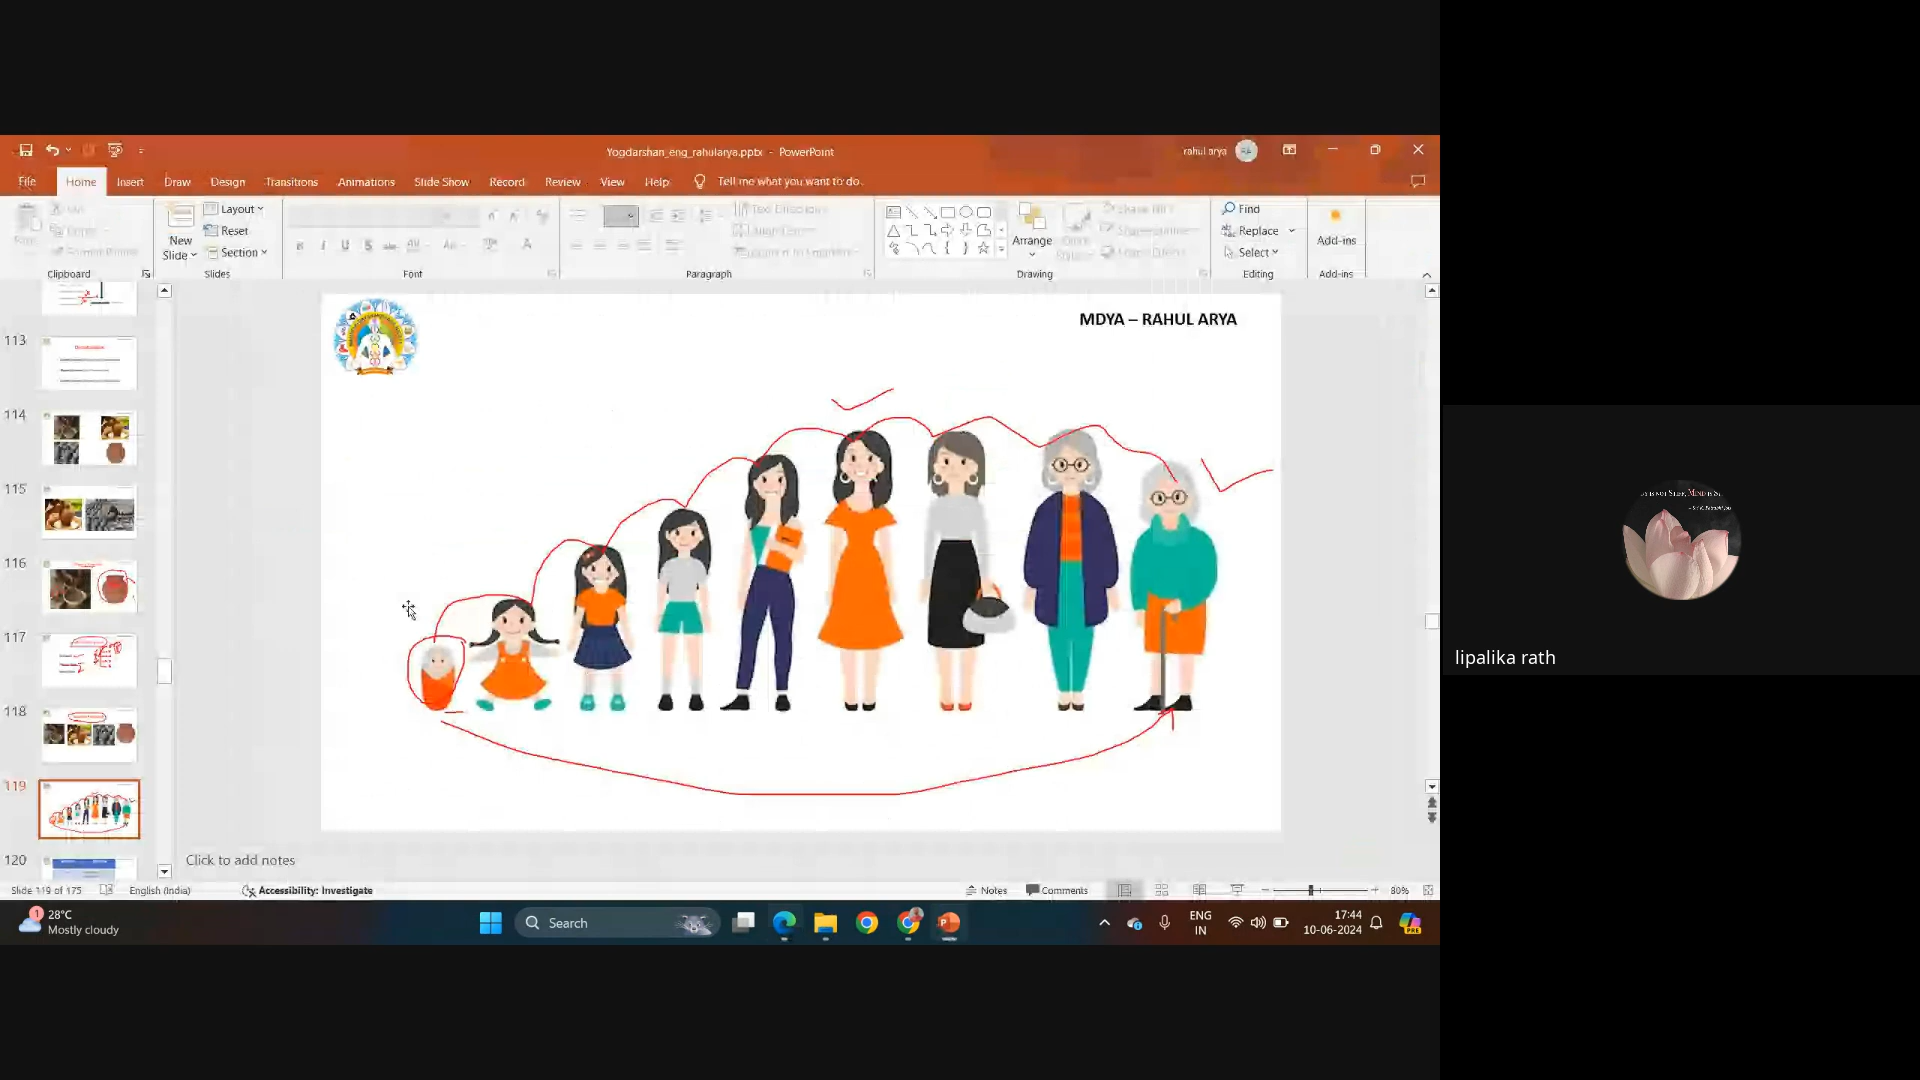 Yogdarshan_eng_rahularya.pptx - PowerPoint
rahul arya
File Home Insert Draw Design Transitions Animations Slide Show Record Review View Help Tell me what you want to do
New
Slide
Layout
Reset
Section
Arrange
Find
Replace
Select
Add-ins
Clipboard
Slides
Font
Paragraph
Drawing
Editing
Add-ins
113
114
115
116
117
118
119
120
MDYA – RAHUL ARYA
lipalika rath
Click to add notes
Slide 119 of 175
English (India)
Accessibility: Investigate
Notes
Comments
80%
1
28°C
Mostly cloudy
Search
ENG
IN
17:44
10-06-2024